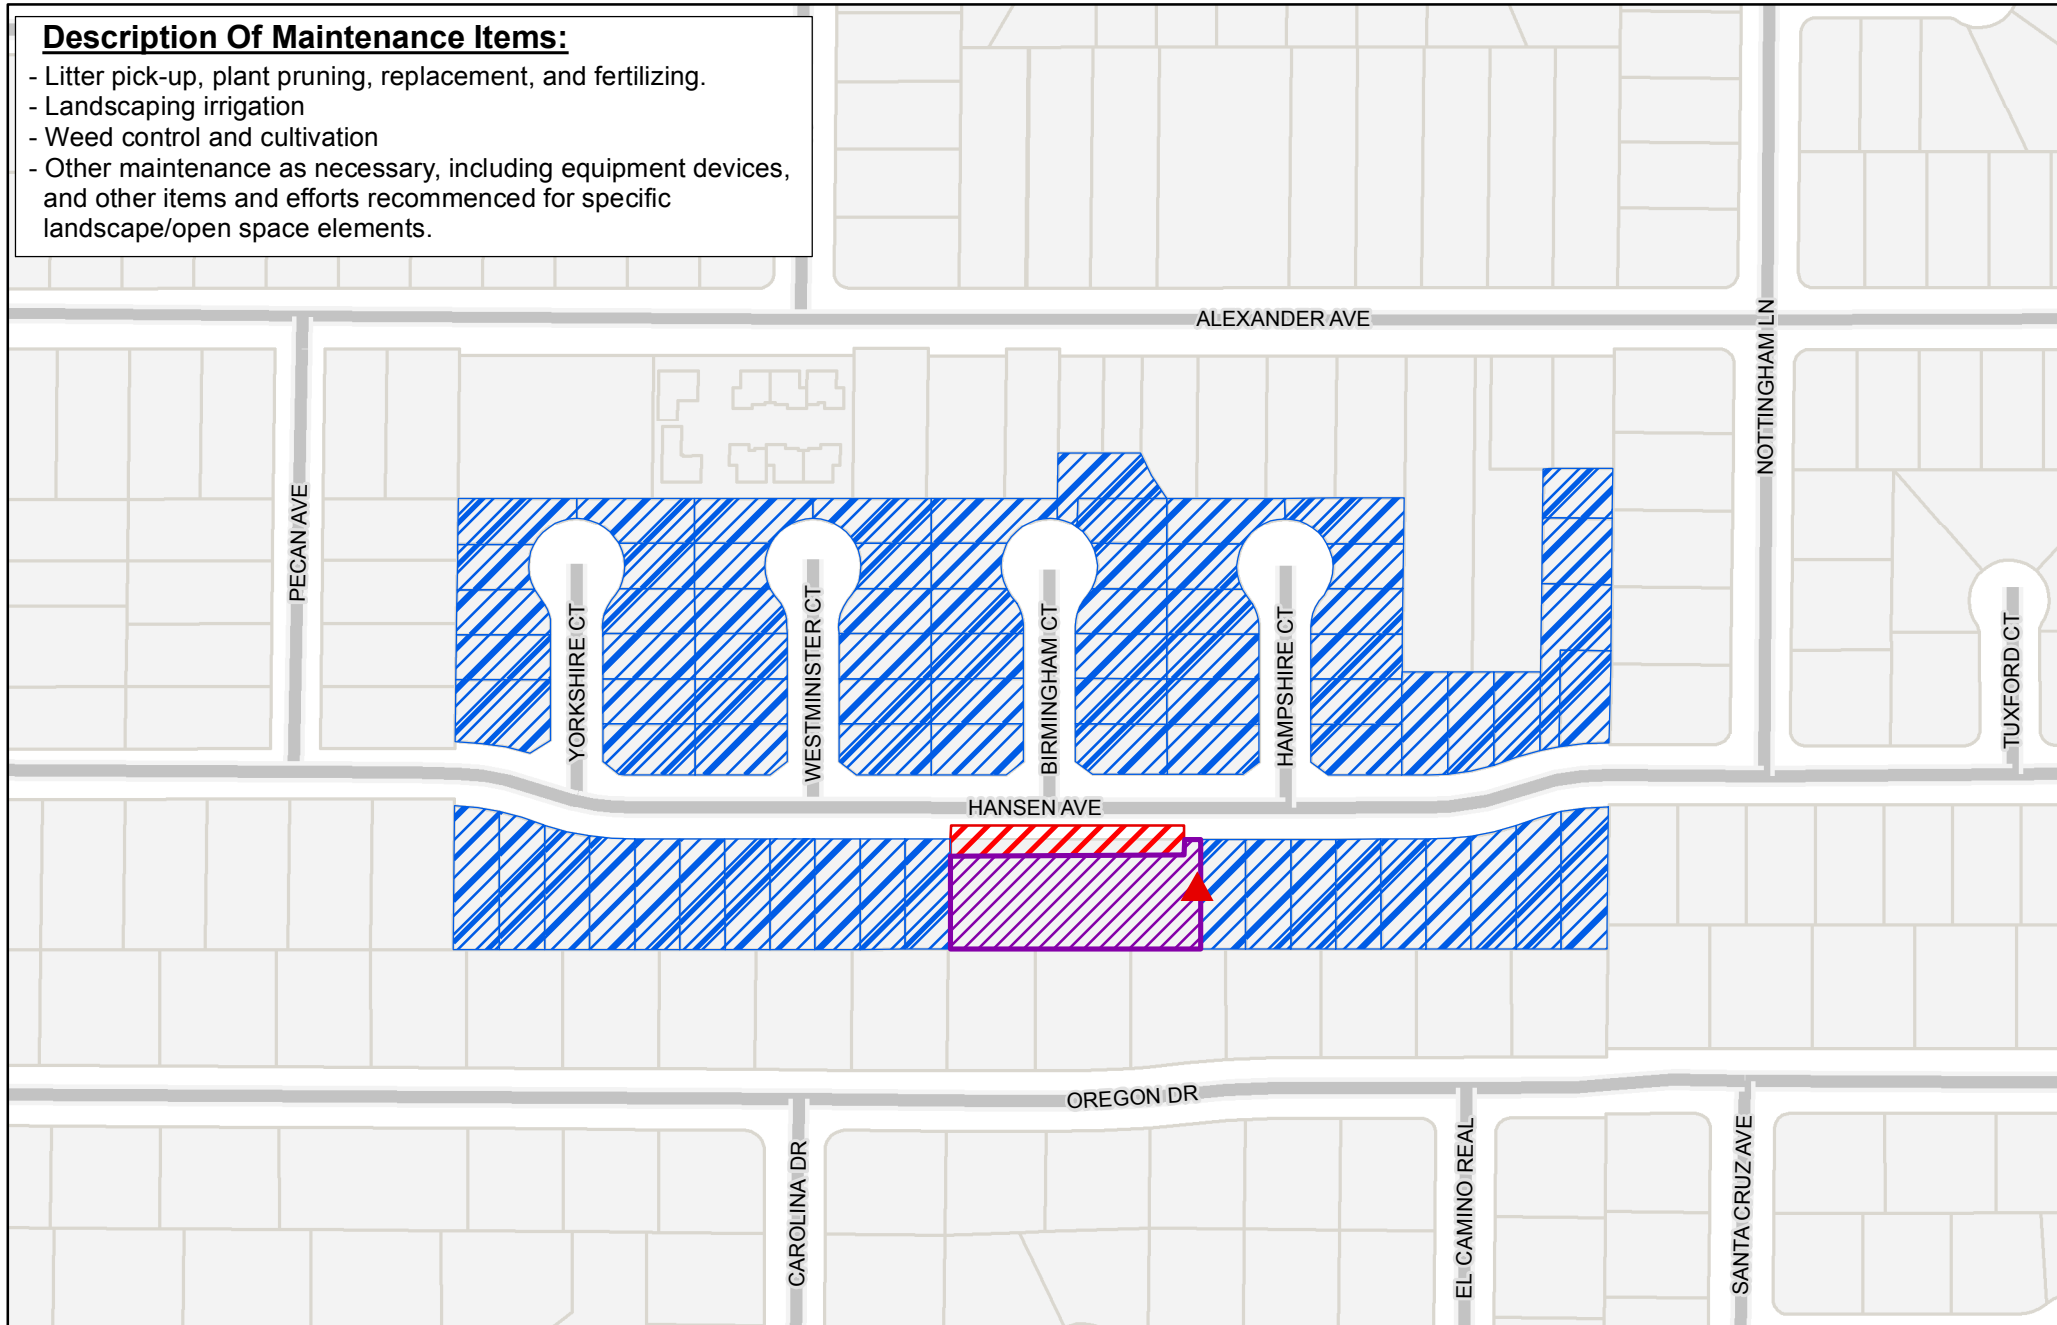 Description Of Maintenance Items:
- Litter pick-up, plant pruning, replacement, and fertilizing.
- Landscaping irrigation
- Weed control and cultivation
- Other maintenance as necessary, including equipment devices,
and other items and efforts recommenced for specific
landscape/open space elements.
ALEXANDER AVE
NOTTINGHAM LN
PECAN AVE
YORKSHIRE CT
WESTMINISTER CT
BIRMINGHAM CT
HAMPSHIRE CT
TUXFORD CT
HANSEN AVE
OREGON DR
CAROLINA DR
EL CAMINO REAL
SANTA CRUZ AVE